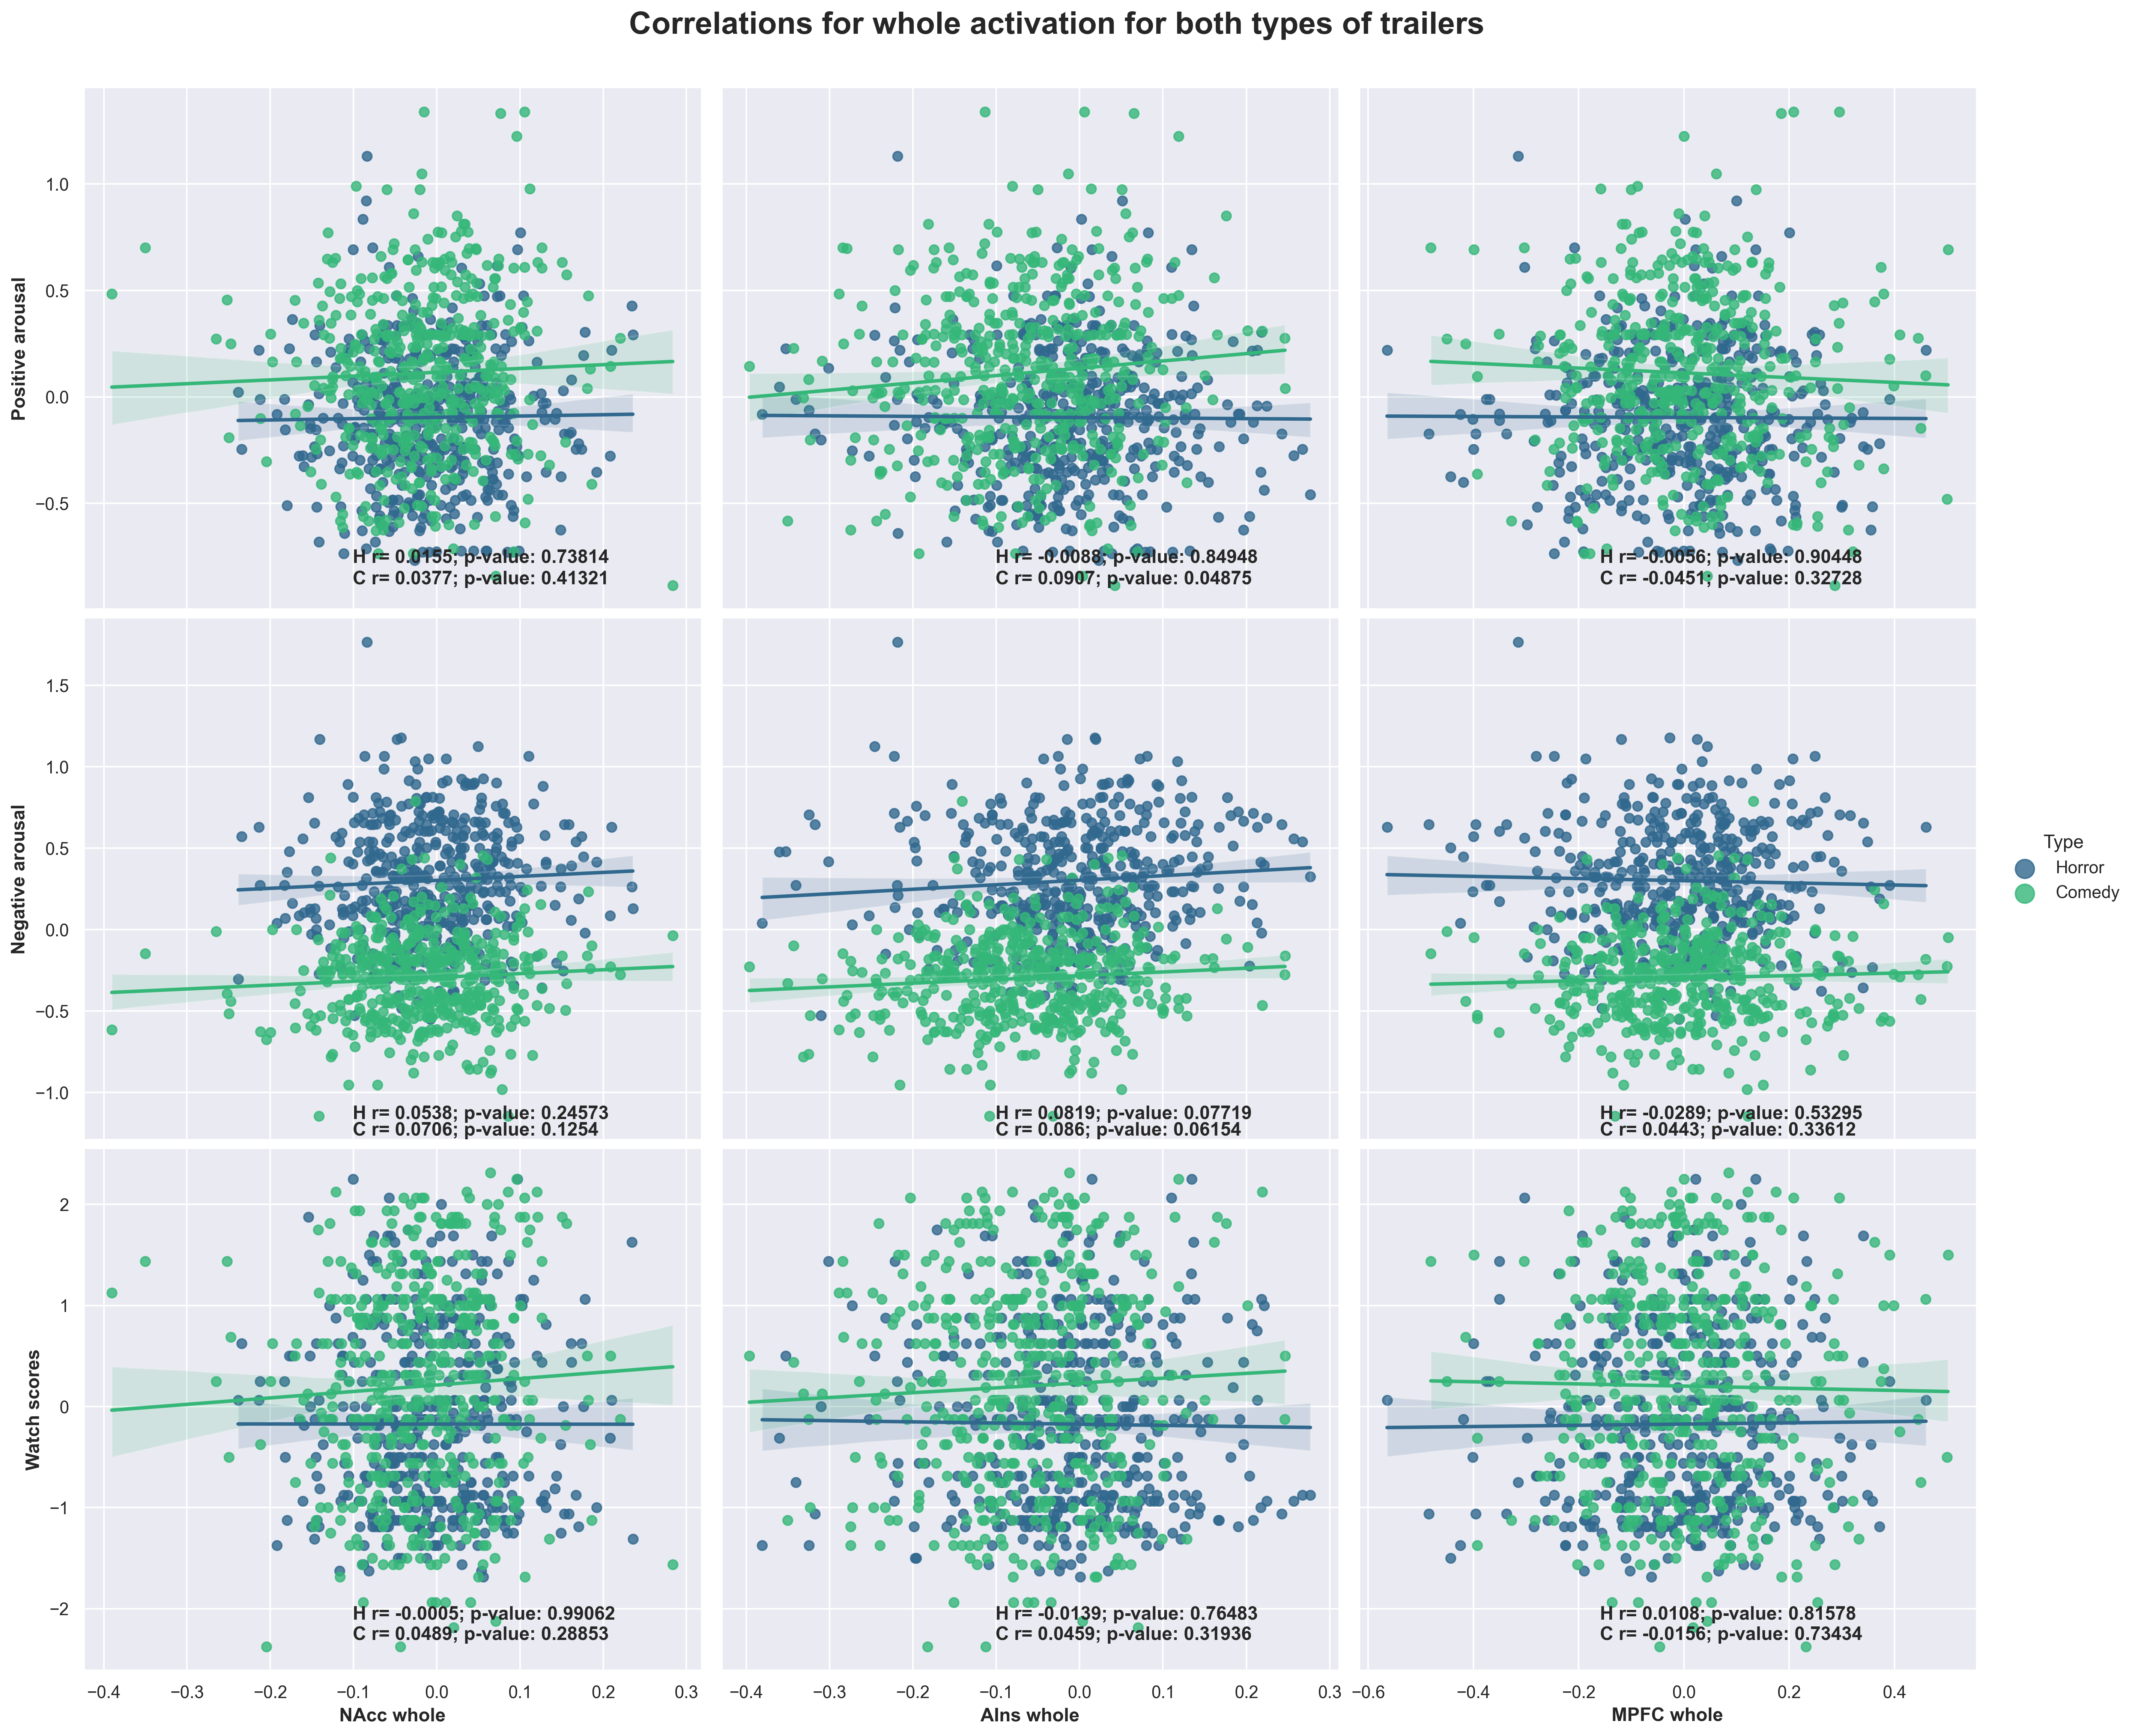 Correlations for whole activation for both types of trailers
Positive arousal
1.0
0.5
0.0
−0.5
H r= 0.0155; p-value: 0.73814
C r= 0.0377; p-value: 0.41321
H r= -0.0088; p-value: 0.84948
C r= 0.0907; p-value: 0.04875
H r= -0.0056; p-value: 0.90448
C r= -0.0451; p-value: 0.32728
Negative arousal
1.5
1.0
0.5
0.0
−0.5
−1.0
H r= 0.0538; p-value: 0.24573
C r= 0.0706; p-value: 0.1254
H r= 0.0819; p-value: 0.07719
C r= 0.086; p-value: 0.06154
H r= -0.0289; p-value: 0.53295
C r= 0.0443; p-value: 0.33612
Type
Horror
Comedy
Watch scores
2
1
0
−1
−2
H r= -0.0005; p-value: 0.99062
C r= 0.0489; p-value: 0.28853
H r= -0.0139; p-value: 0.76483
C r= 0.0459; p-value: 0.31936
H r= 0.0108; p-value: 0.81578
C r= -0.0156; p-value: 0.73434
−0.4 −0.3 −0.2 −0.1 0.0 0.1 0.2 0.3
NAcc whole
−0.4 −0.3 −0.2 −0.1 0.0 0.1 0.2 0.3
AIns whole
−0.6 −0.4 −0.2 0.0 0.2 0.4
MPFC whole